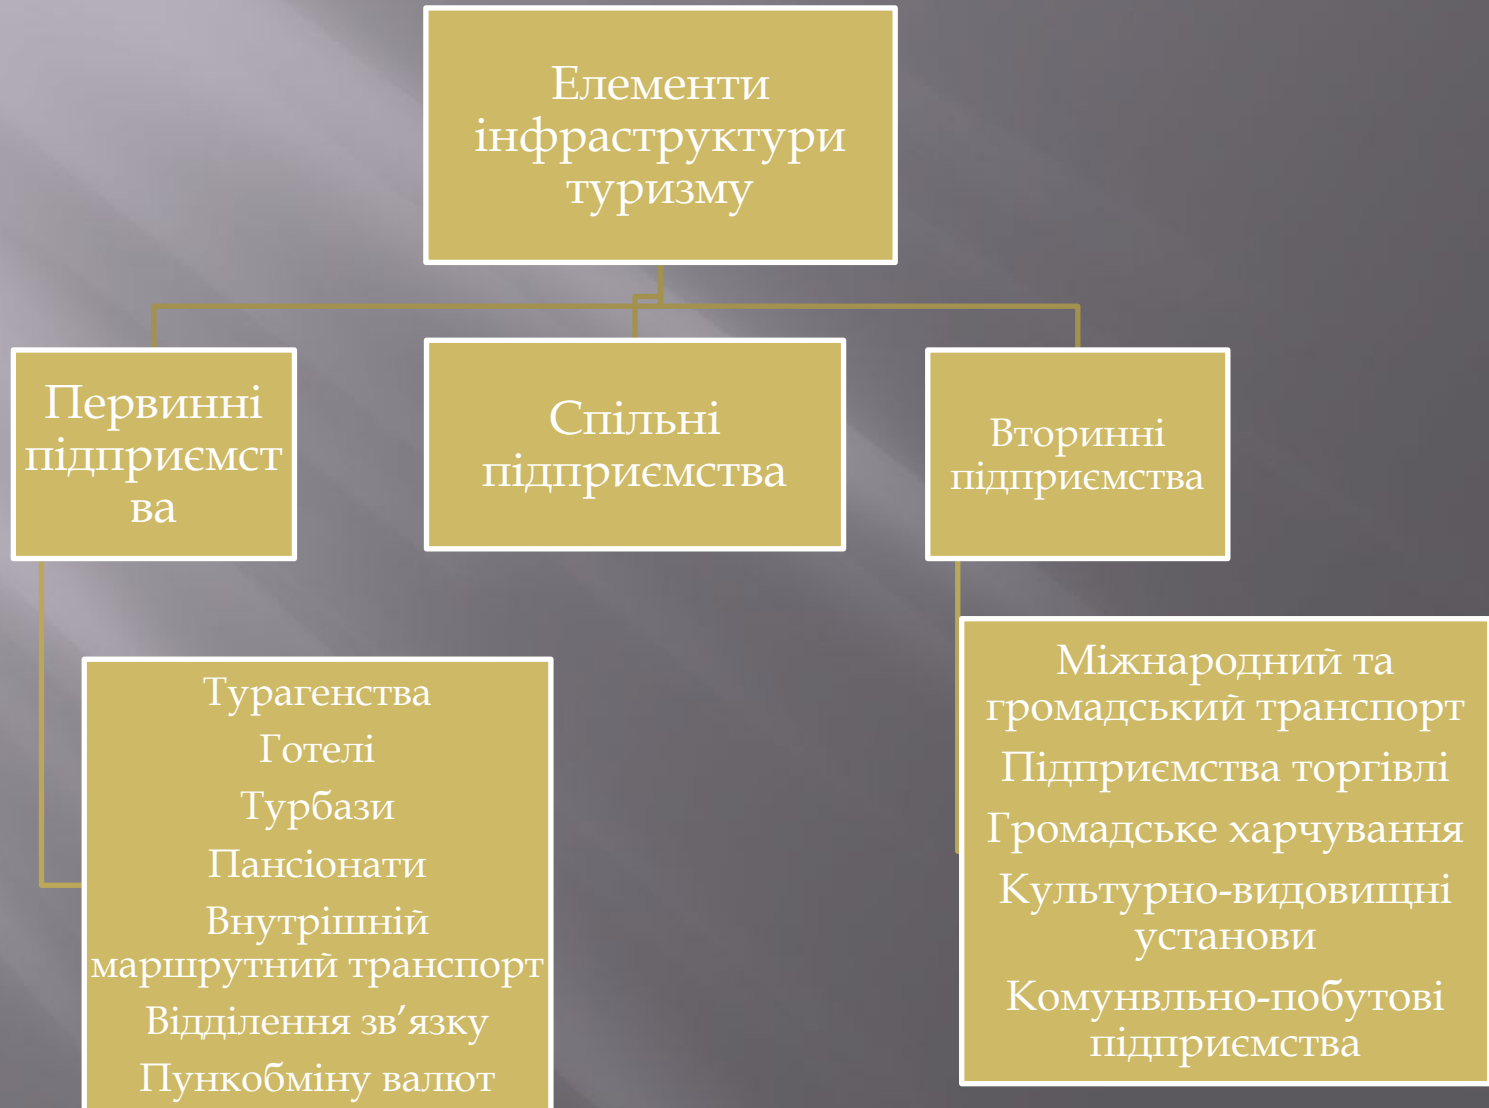 Елементи
інфраструктури
туризму
Первинні
підприємст
ва
Спільні
підприємства
Вторинні
підприємства
Турагенства
Готелі
Турбази
Пансіонати
Внутрішній
маршрутний транспорт
Відділення зв’язку
Пункобміну валют
Міжнародний та
громадський транспорт
Підприємства торгівлі
Громадське харчування
Культурно-видовищні
установи
Комунвльно-побутові
підприємства